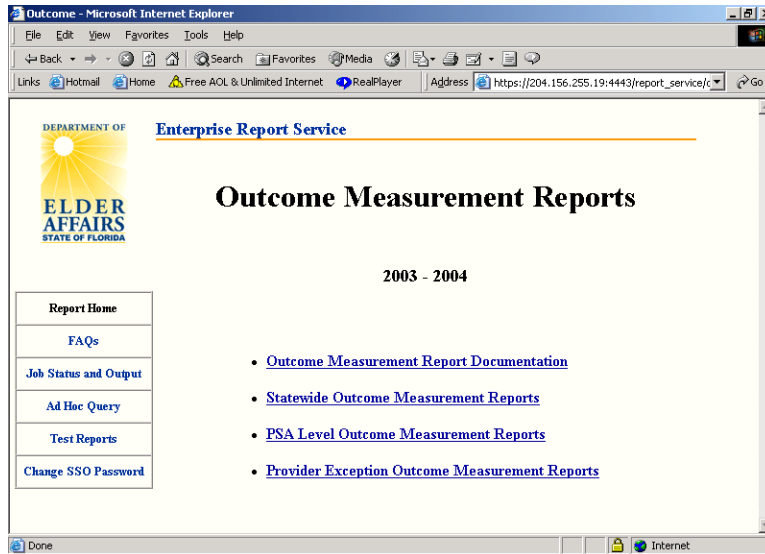 Outcome - Microsoft Internet Explorer
File Edit View Favorites Tools Help
Back Search Favorites Media
Links Hotmail Home Free AOL & Unlimited Internet RealPlayer Address https://204.156.255.19:4443/report_service/c Go
DEPARTMENT OF
ELDER
AFFAIRS
STATE OF FLORIDA
Enterprise Report Service
Outcome Measurement Reports
2003 - 2004
Report Home
FAQs
Job Status and Output
Ad Hoc Query
Test Reports
Change SSO Password
• Outcome Measurement Report Documentation
• Statewide Outcome Measurement Reports
• PSA Level Outcome Measurement Reports
• Provider Exception Outcome Measurement Reports
Done Internet